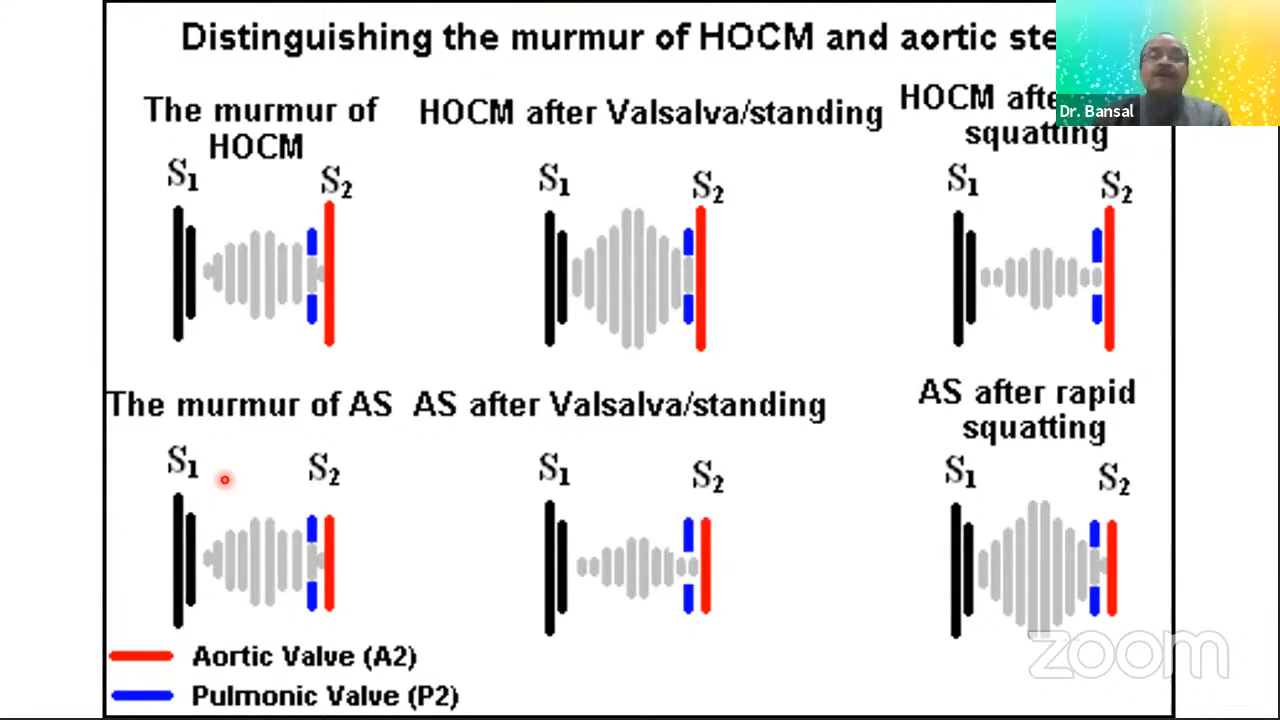 Distinguishing the murmur of HOCM and aortic
Dr. Bansal
The murmur of
HOCM
HOCM after Valsalva/standing
HOCM
squatting
S1
S2
S1
S2
S1
S2
The murmur of AS
AS after Valsalva/standing
AS after rapid
squatting
S1
S2
S1
S2
S1
S2
Aortic Valve (A2)
Pulmonic Valve (P2)
zoom